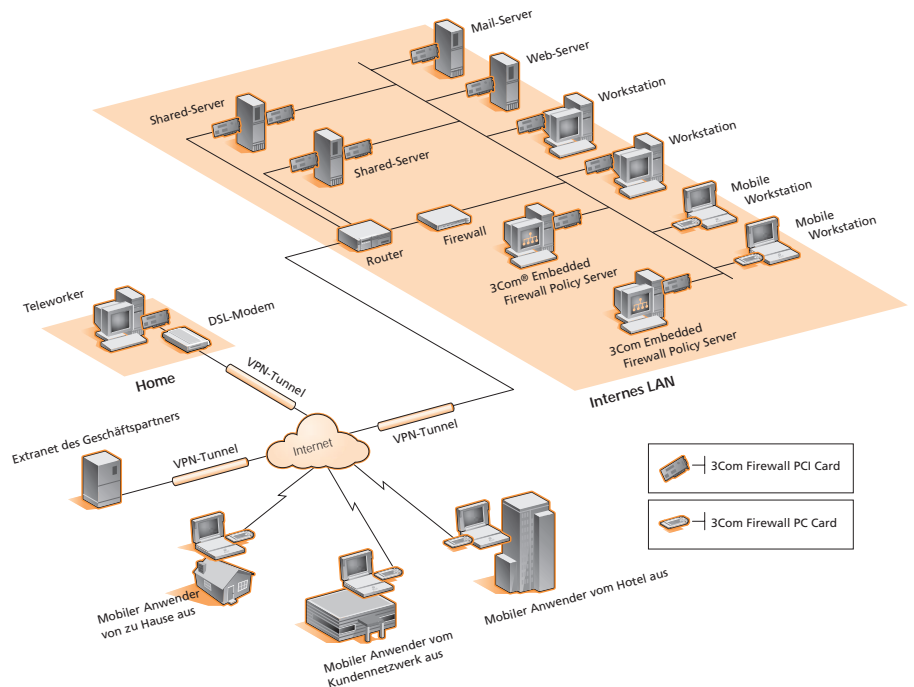 Mail-Server
Web-Server
Workstation
Shared-Server
Workstation
Shared-Server
Mobile
Workstation
Mobile
Workstation
Firewall
Router
3Com® Embedded
Firewall Policy Server
3Com Embedded
Firewall Policy Server
Internes LAN
Teleworker
DSL-Modem
Home
VPN-Tunnel
Extranet des Geschäftspartners
VPN-Tunnel
Internet
VPN-Tunnel
3Com Firewall PCI Card
3Com Firewall PC Card
Mobiler Anwender
von zu Hause aus
Mobiler Anwender vom
Kundennetzwerk aus
Mobiler Anwender vom Hotel aus